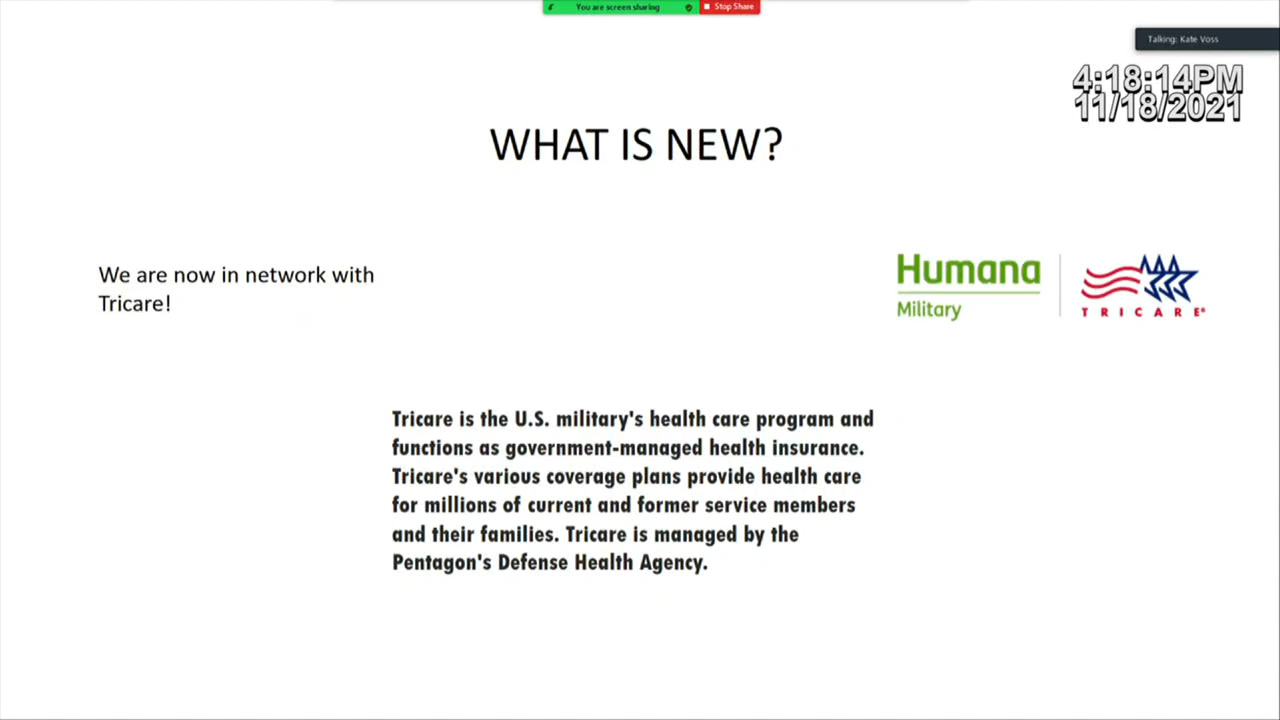 You are screen sharing
Stop Share
Talking: Kate Voss
4:18:14PM
11/18/2021
WHAT IS NEW?
We are now in network with
Tricare!
Humana
Military
TRICARE®
Tricare is the U.S. military's health care program and
functions as government-managed health insurance.
Tricare's various coverage plans provide health care
for millions of current and former service members
and their families. Tricare is managed by the
Pentagon's Defense Health Agency.